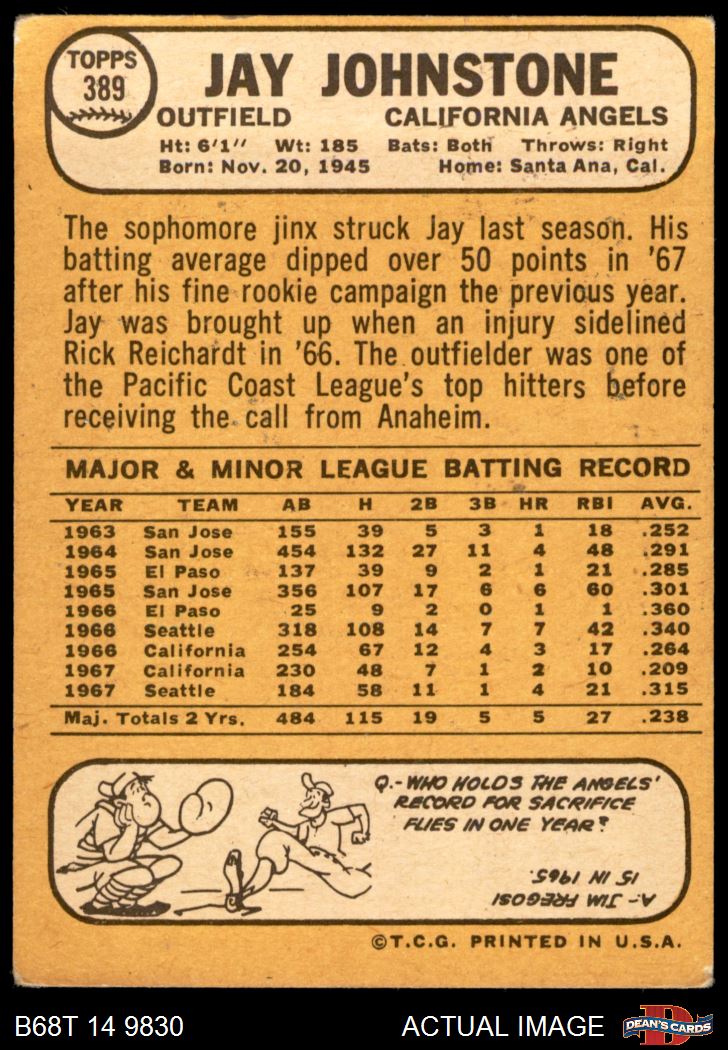 TOPPS
389
JAY JOHNSTONE
OUTFIELD CALIFORNIA ANGELS
Ht: 6'1" Wt: 185 Bats: Both Throws: Right
Born: Nov. 20, 1945 Home: Santa Ana, Cal.
The sophomore jinx struck Jay last season. His
batting average dipped over 50 points in '67
after his fine rookie campaign the previous year.
Jay was brought up when an injury sidelined
Rick Reichardt in '66. The outfielder was one of
the Pacific Coast League's top hitters before
receiving the call from Anaheim.
MAJOR & MINOR LEAGUE BATTING RECORD
YEAR TEAM AB H 2B 3B HR RBI AVG.
1963 San Jose 155 39 5 3 1 18 .252
1964 San Jose 454 132 27 11 4 48 .291
1965 El Paso 137 39 9 2 1 21 .285
1965 San Jose 356 107 17 6 6 60 .301
1966 El Paso 25 9 2 0 1 1 .360
1966 Seattle 318 108 14 7 7 42 .340
1966 California 254 67 12 4 3 17 .264
1967 California 230 48 7 1 2 10 .209
1967 Seattle 184 58 11 1 4 21 .315
Maj. Totals 2 Yrs. 484 115 19 5 5 27 .238
Q.- WHO HOLDS THE ANGELS'
RECORD FOR SACRIFICE
FLIES IN ONE YEAR?
A- JIM FREGOSI
15 IN 1965.
©T.C.G. PRINTED IN U.S.A.
B68T 14 9830 ACTUAL IMAGE
D
DEAN'S CARDS